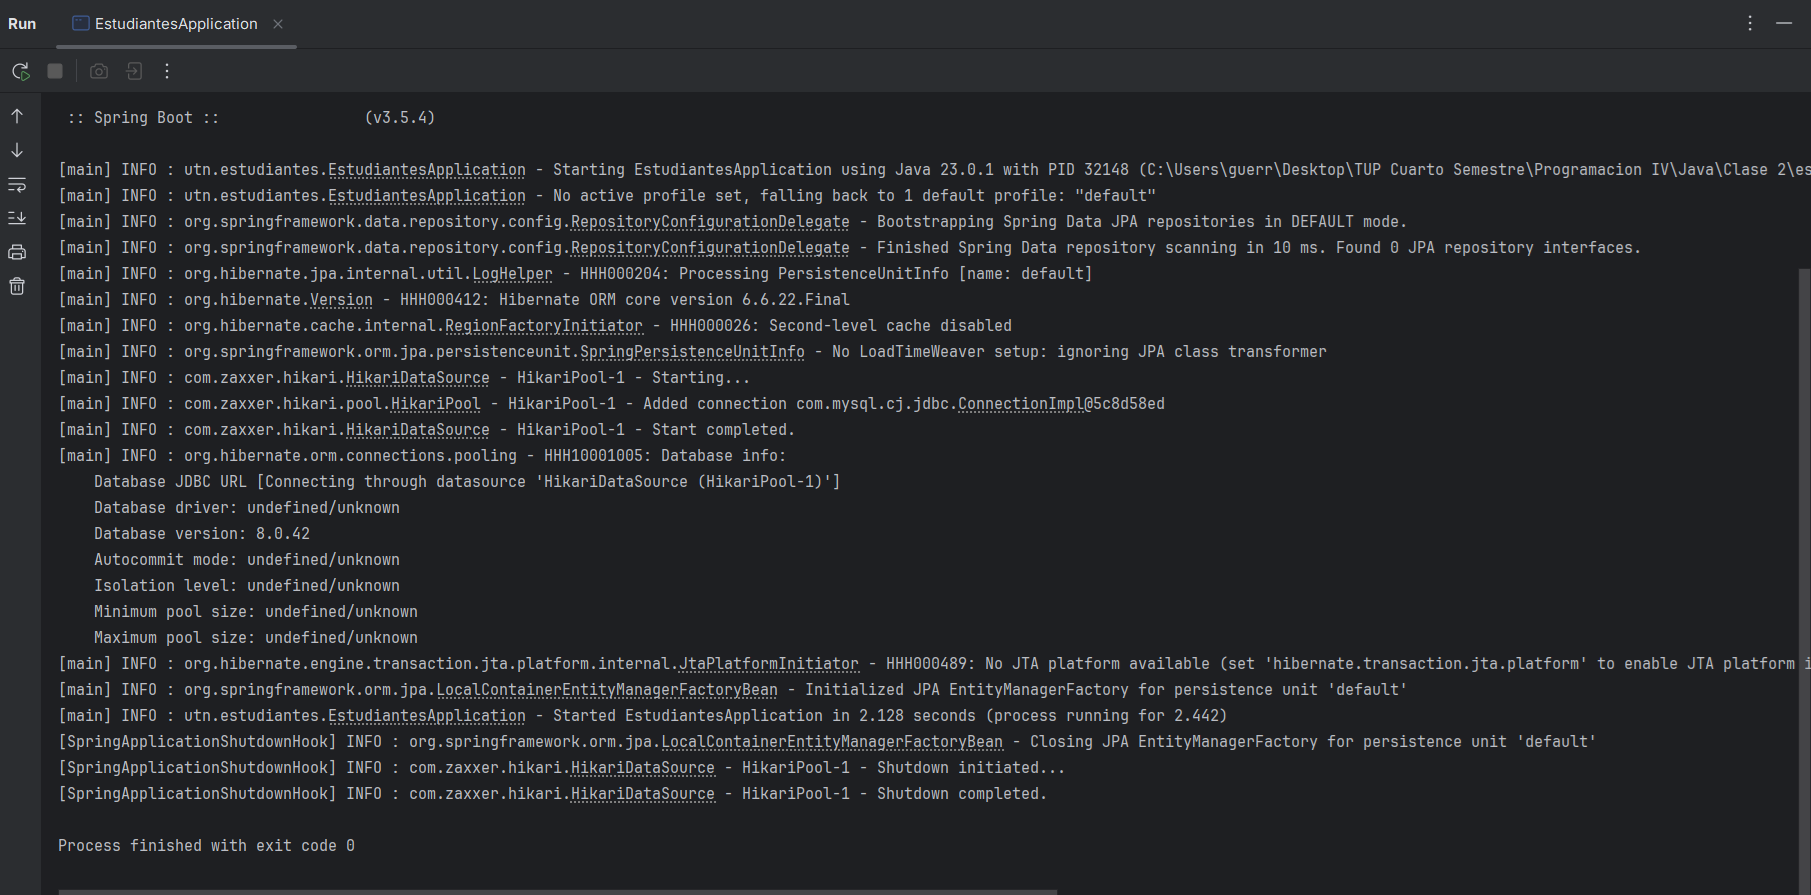 Run EstudiantesApplication
:: Spring Boot :: (v3.5.4)
[main] INFO : utn.estudiantes.EstudiantesApplication - Starting EstudiantesApplication using Java 23.0.1 with PID 32148 (C:\Users\guerr\Desktop\TUP Cuarto Semestre\Programacion IV\Java\Clase 2\es
[main] INFO : utn.estudiantes.EstudiantesApplication - No active profile set, falling back to 1 default profile: "default"
[main] INFO : org.springframework.data.repository.config.RepositoryConfigurationDelegate - Bootstrapping Spring Data JPA repositories in DEFAULT mode.
[main] INFO : org.springframework.data.repository.config.RepositoryConfigurationDelegate - Finished Spring Data repository scanning in 10 ms. Found 0 JPA repository interfaces.
[main] INFO : org.hibernate.jpa.internal.util.LogHelper - HHH000204: Processing PersistenceUnitInfo [name: default]
[main] INFO : org.hibernate.Version - HHH000412: Hibernate ORM core version 6.6.22.Final
[main] INFO : org.hibernate.cache.internal.RegionFactoryInitiator - HHH000026: Second-level cache disabled
[main] INFO : org.springframework.orm.jpa.persistenceunit.SpringPersistenceUnitInfo - No LoadTimeWeaver setup: ignoring JPA class transformer
[main] INFO : com.zaxxer.hikari.HikariDataSource - HikariPool-1 - Starting...
[main] INFO : com.zaxxer.hikari.pool.HikariPool - HikariPool-1 - Added connection com.mysql.cj.jdbc.ConnectionImpl@5c8d58ed
[main] INFO : com.zaxxer.hikari.HikariDataSource - HikariPool-1 - Start completed.
[main] INFO : org.hibernate.orm.connections.pooling - HHH10001005: Database info:
Database JDBC URL [Connecting through datasource 'HikariDataSource (HikariPool-1)']
Database driver: undefined/unknown
Database version: 8.0.42
Autocommit mode: undefined/unknown
Isolation level: undefined/unknown
Minimum pool size: undefined/unknown
Maximum pool size: undefined/unknown
[main] INFO : org.hibernate.engine.transaction.jta.platform.internal.JtaPlatformInitiator - HHH000489: No JTA platform available (set 'hibernate.transaction.jta.platform' to enable JTA platform i
[main] INFO : org.springframework.orm.jpa.LocalContainerEntityManagerFactoryBean - Initialized JPA EntityManagerFactory for persistence unit 'default'
[main] INFO : utn.estudiantes.EstudiantesApplication - Started EstudiantesApplication in 2.128 seconds (process running for 2.442)
[SpringApplicationShutdownHook] INFO : org.springframework.orm.jpa.LocalContainerEntityManagerFactoryBean - Closing JPA EntityManagerFactory for persistence unit 'default'
[SpringApplicationShutdownHook] INFO : com.zaxxer.hikari.HikariDataSource - HikariPool-1 - Shutdown initiated...
[SpringApplicationShutdownHook] INFO : com.zaxxer.hikari.HikariDataSource - HikariPool-1 - Shutdown completed.
Process finished with exit code 0